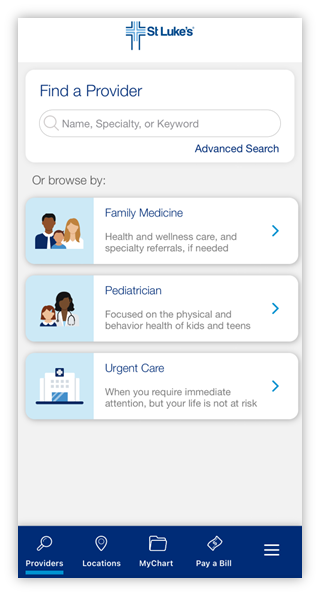 St Luke's
Find a Provider
Name, Specialty, or Keyword
Advanced Search
Or browse by:
Family Medicine
Health and wellness care, and
specialty referrals, if needed
Pediatrician
Focused on the physical and
behavior health of kids and teens
Urgent Care
When you require immediate
attention, but your life is not at risk
Providers
Locations
MyChart
Pay a Bill